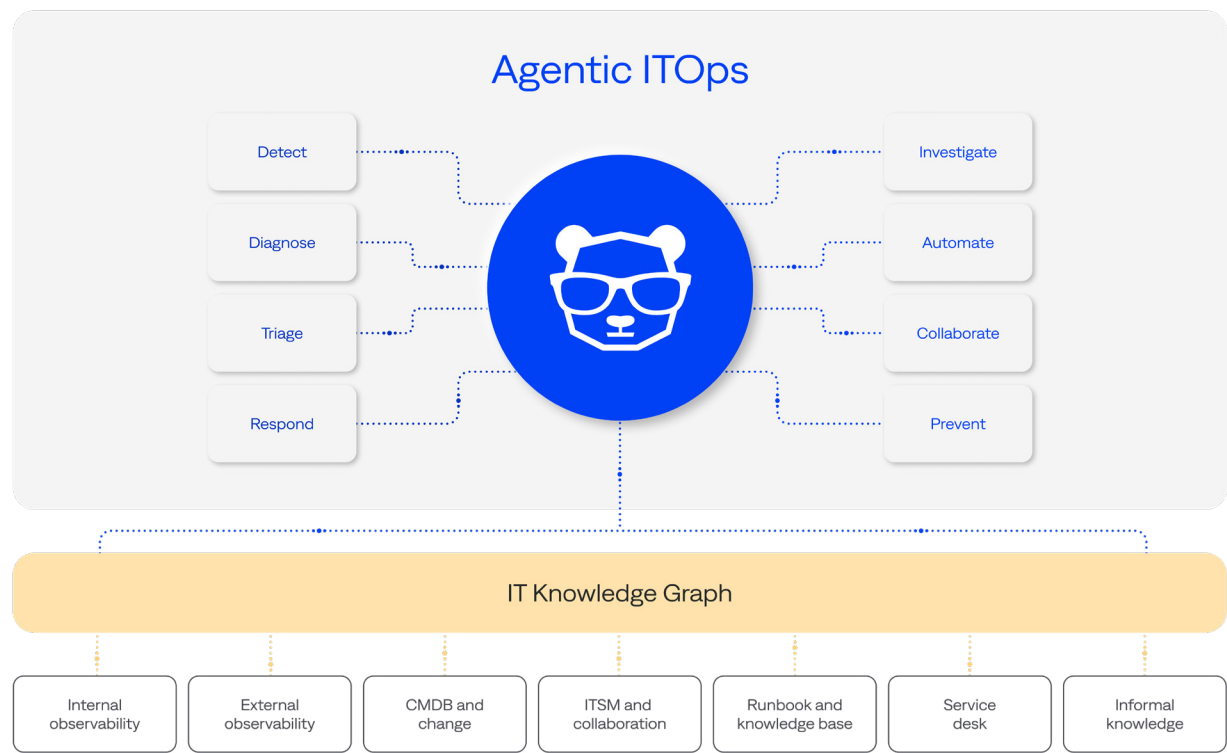 Agentic ITOps
Detect
Diagnose
Triage
Respond
Investigate
Automate
Collaborate
Prevent
IT Knowledge Graph
Internal
observability
External
observability
CMDB and
change
ITSM and
collaboration
Runbook and
knowledge base
Service
desk
Informal
knowledge